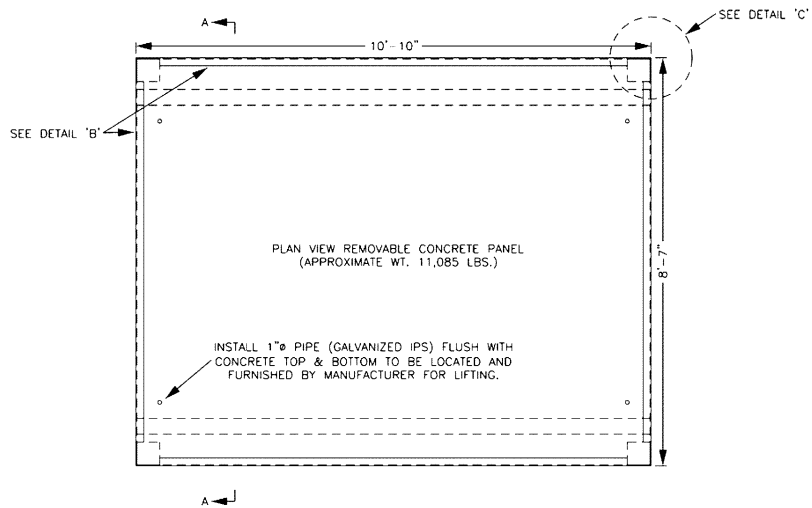 A
SEE DETAIL 'C'
10'-10"
SEE DETAIL 'B'
PLAN VIEW REMOVABLE CONCRETE PANEL
(APPROXIMATE WT. 11,085 LBS.)
8'-7"
INSTALL 1"ø PIPE (GALVANIZED IPS) FLUSH WITH
CONCRETE TOP & BOTTOM TO BE LOCATED AND
FURNISHED BY MANUFACTURER FOR LIFTING.
A